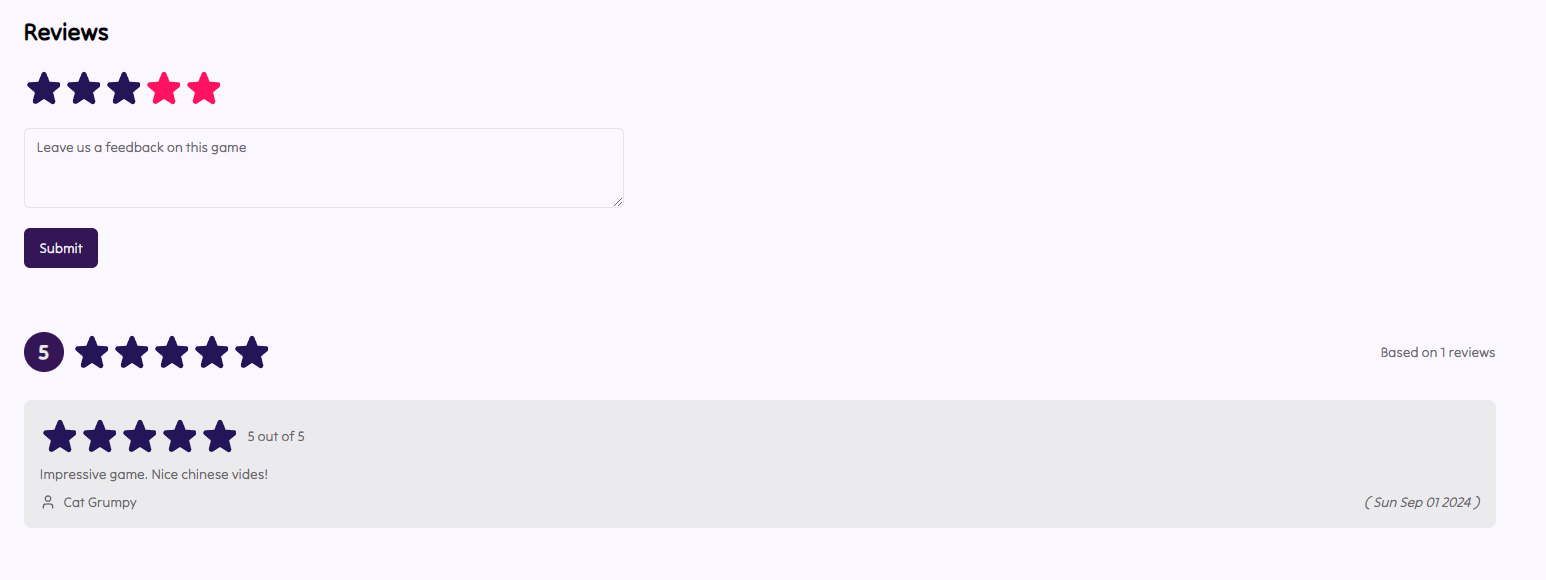 Reviews
Leave us a feedback on this game
Submit
5
Based on 1 reviews
5 out of 5
Impressive game. Nice chinese vides!
Cat Grumpy
( Sun Sep 01 2024 )